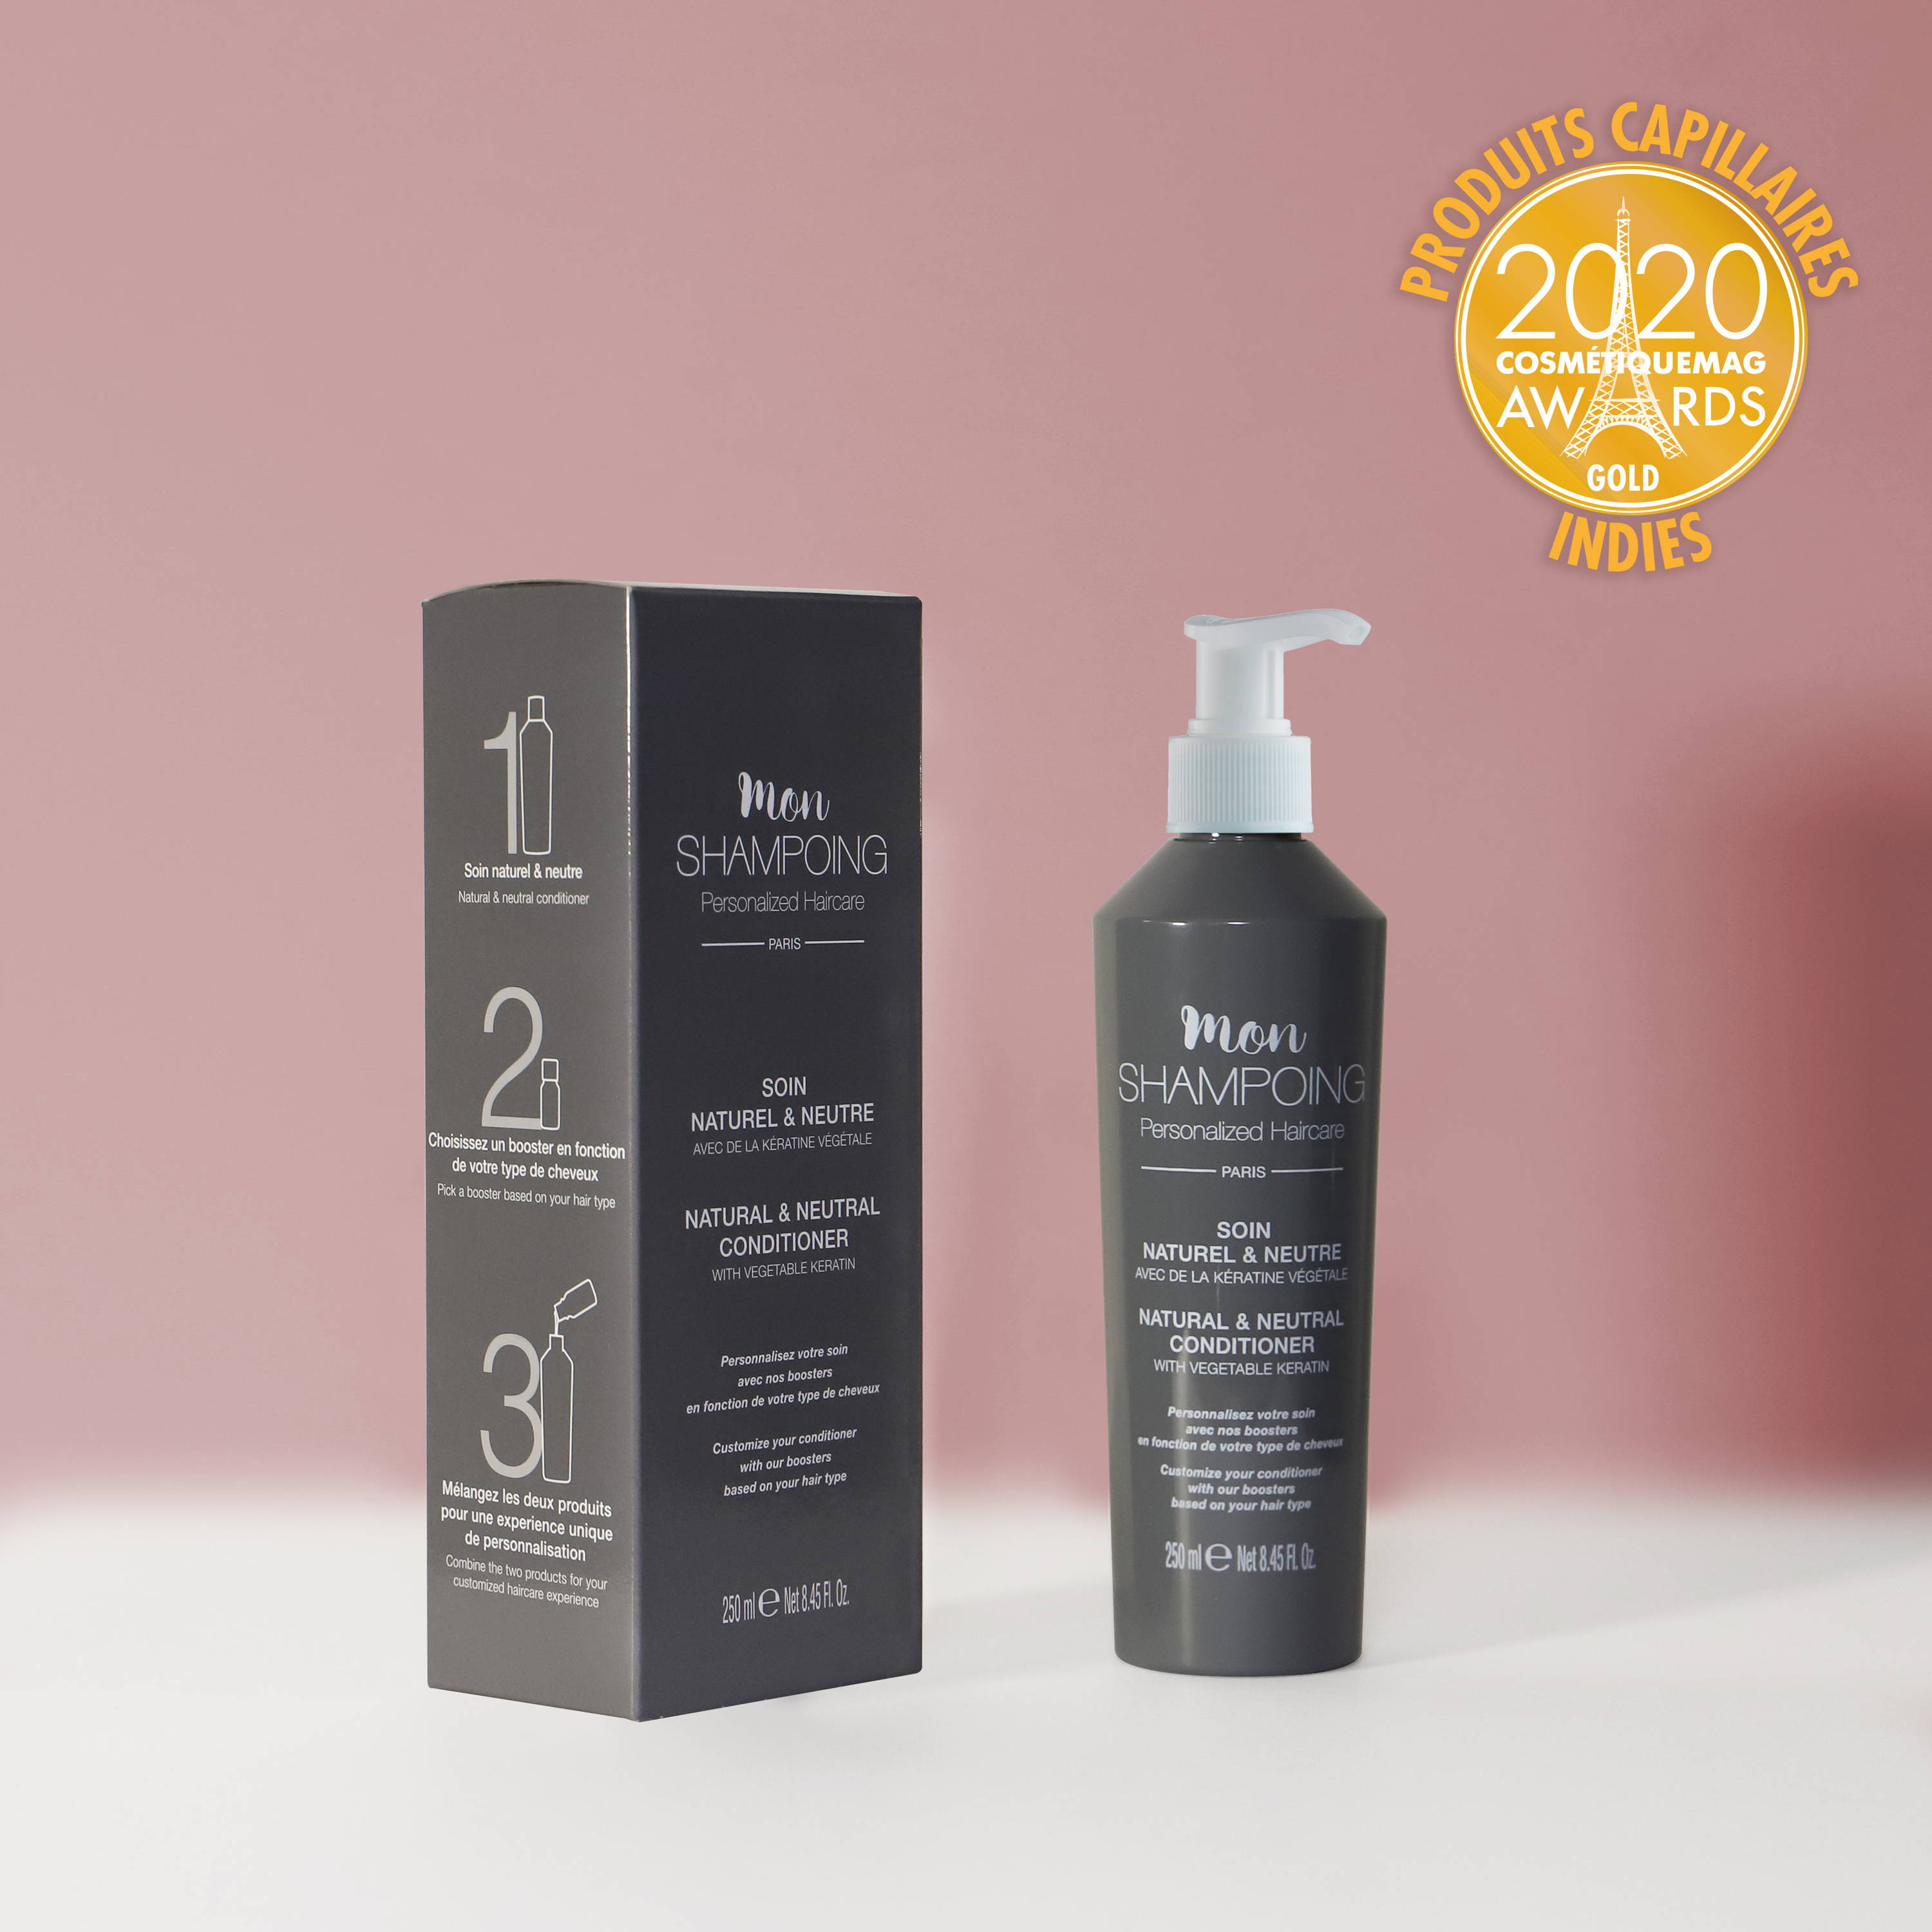 PRODUITS CAPILLAIRES
2020
COSMÉTIQUEMAG
AWARDS
GOLD
INDIES
1
Soin naturel & neutre
Natural & neutral conditioner
2
Choisissez un booster en fonction
de votre type de cheveux
Pick a booster based on your hair type
3
Mélangez les deux produits
pour une experience unique
de personnalisation
Combine the two products for your
customized haircare experience
Mon
SHAMPOING
Personalized Haircare
PARIS
SOIN
NATUREL & NEUTRE
AVEC DE LA KÉRATINE VÉGÉTALE
NATURAL & NEUTRAL
CONDITIONER
WITH VEGETABLE KERATIN
Personnalisez votre soin
avec nos boosters
en fonction de votre type de cheveux
Customize your conditioner
with our boosters
based on your hair type
250 ml ℮ Net 8.45 Fl. Oz.
Mon
SHAMPOING
Personalized Haircare
PARIS
SOIN
NATUREL & NEUTRE
AVEC DE LA KÉRATINE VÉGÉTALE
NATURAL & NEUTRAL
CONDITIONER
WITH VEGETABLE KERATIN
Personnalisez votre soin
avec nos boosters
en fonction de votre type de cheveux
Customize your conditioner
with our boosters
based on your hair type
250 ml ℮ Net 8.45 Fl. Oz.